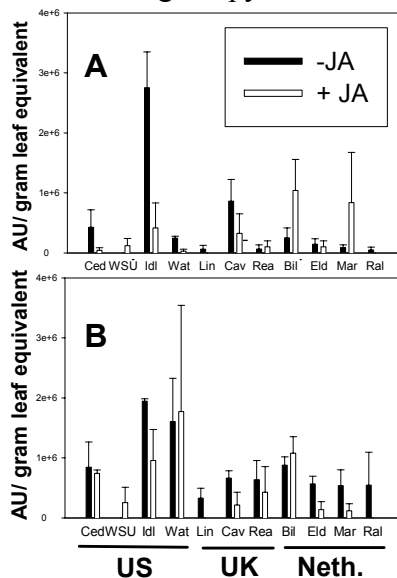 A
-JA
+ JA
AU/ gram leaf equivalent
4e+6
3e+6
2e+6
1e+6
0
Ced WSU Idl Wat Lin Cav Rea Bil Eld Mar Ral
B
AU/ gram leaf equivalent
4e+6
3e+6
2e+6
1e+6
0
Ced WSU Idl Wat Lin Cav Rea Bil Eld Mar Ral
US UK Neth.